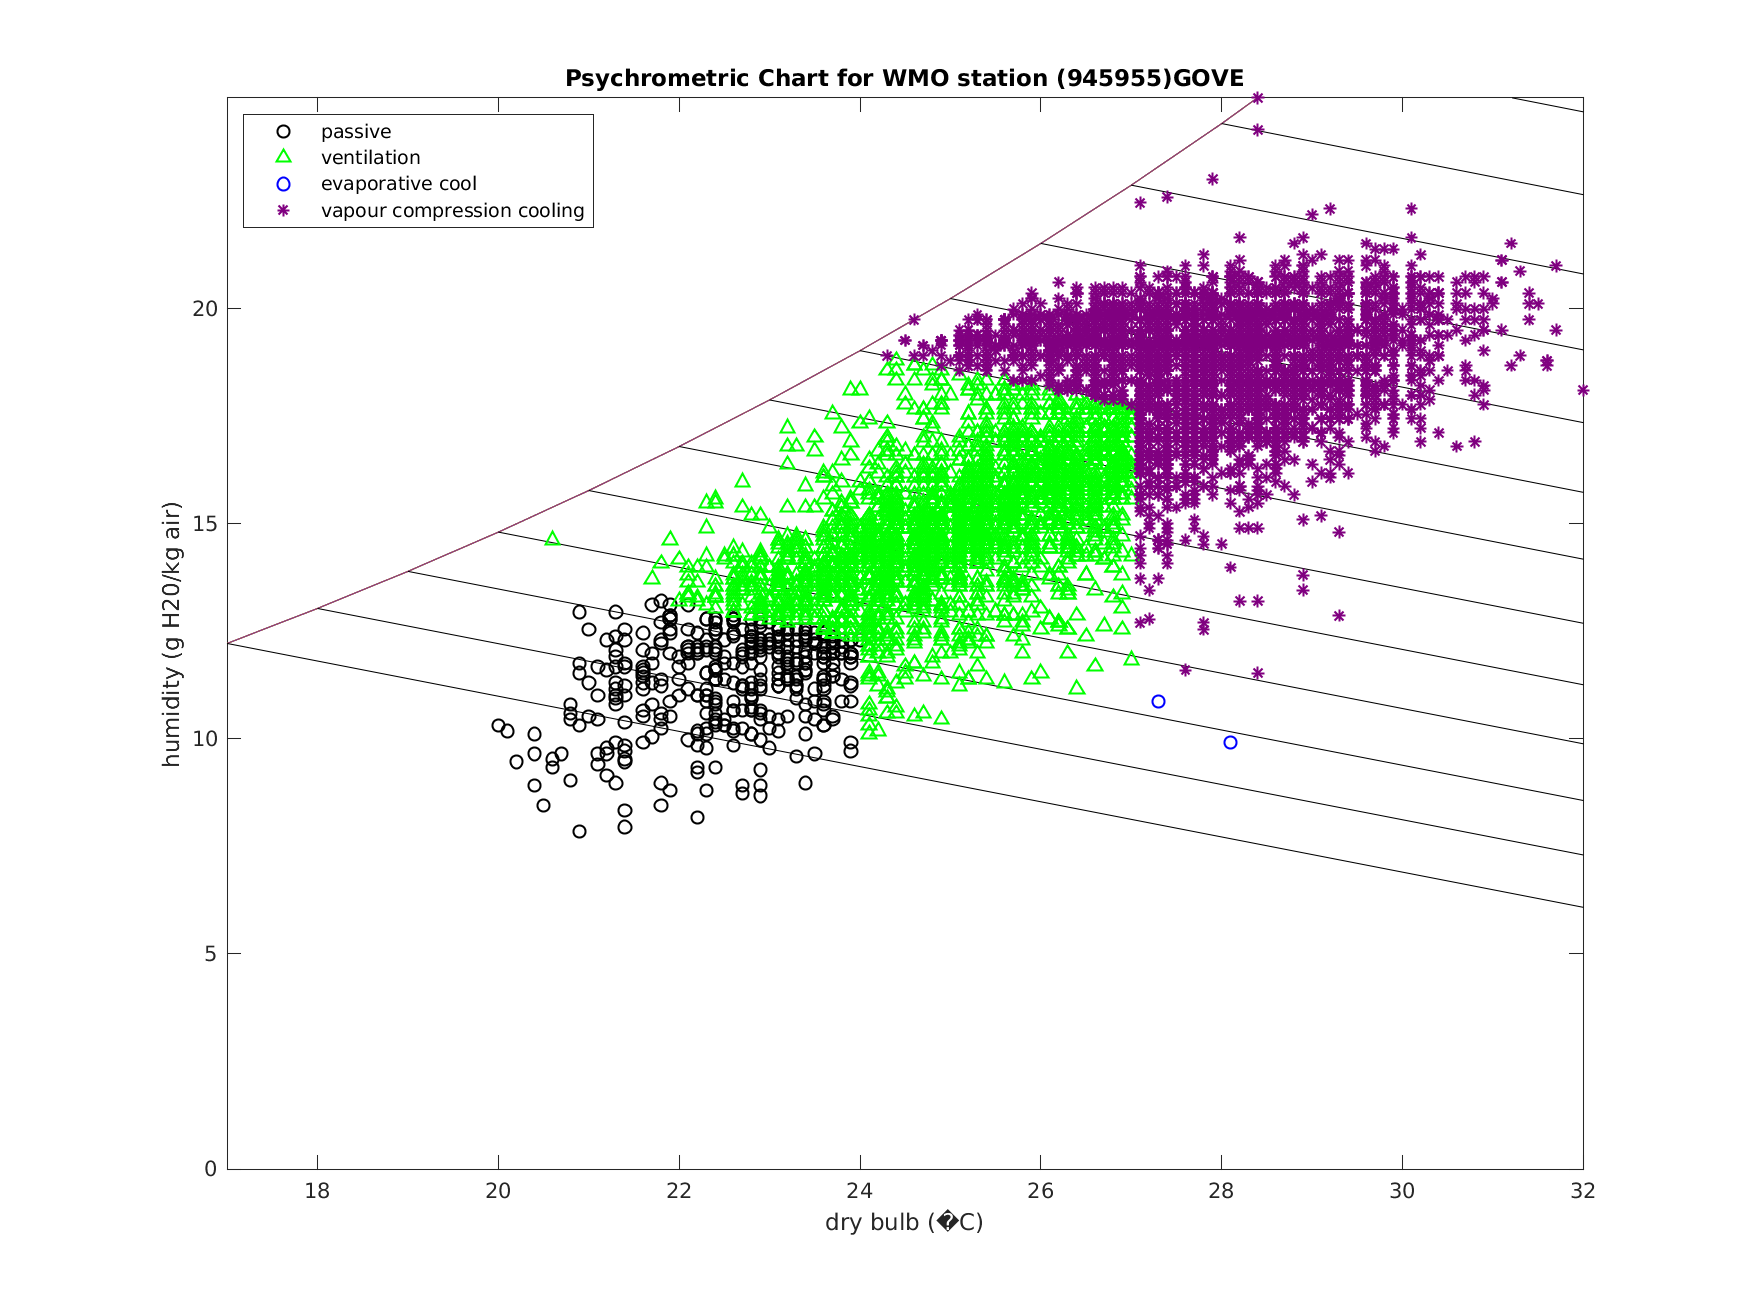 Psychrometric Chart for WMO station (945955)GOVE
passive
ventilation
evaporative cool
vapour compression cooling
humidity (g H20/kg air)
20
15
10
5
0
18 20 22 24 26 28 30 32
dry bulb (�C)